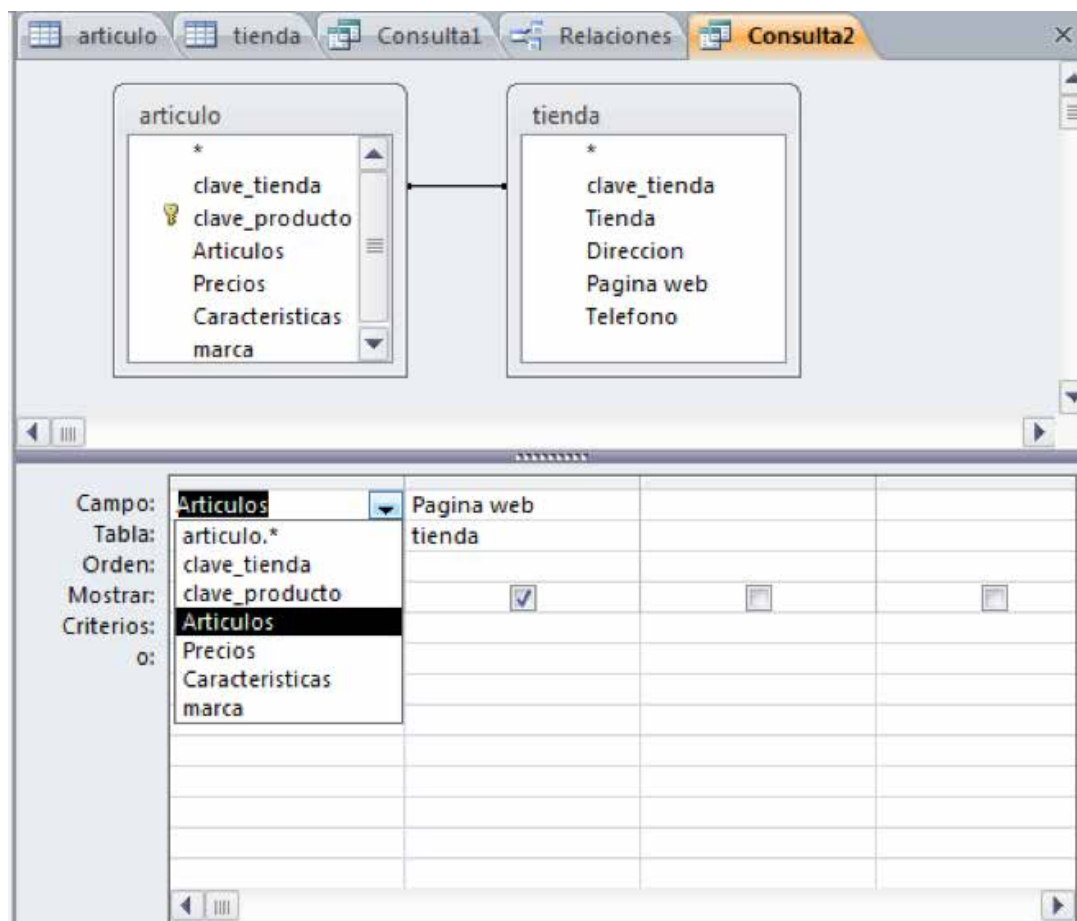 articulo tienda Consulta1 Relaciones Consulta2
articulo
*
clave_tienda
clave_producto
Articulos
Precios
Caracteristicas
marca
tienda
*
clave_tienda
Tienda
Direccion
Pagina web
Telefono
Campo: Articulos Pagina web
Tabla: tienda
Orden:
Mostrar:
Criterios:
o:
articulo.*
clave_tienda
clave_producto
Articulos
Precios
Caracteristicas
marca